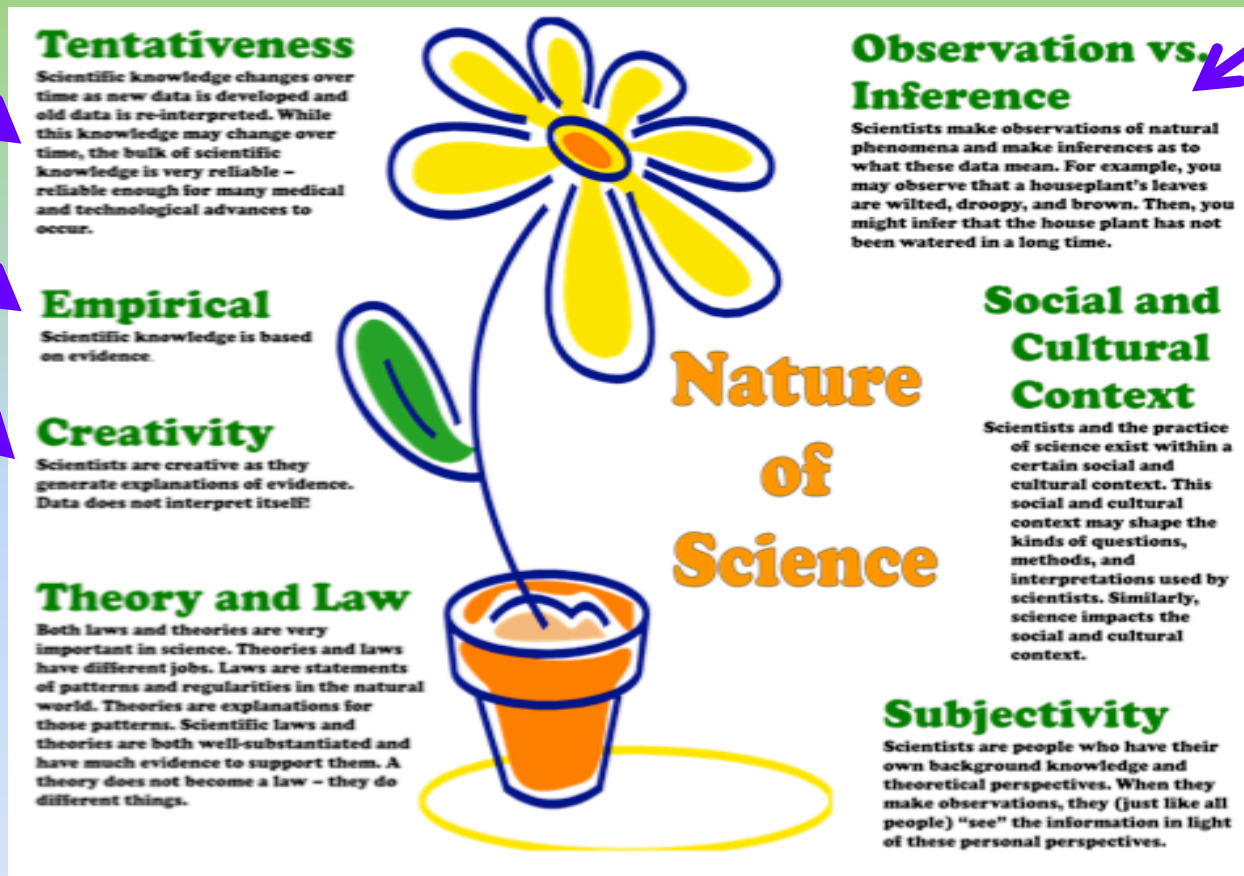 Tentativeness
Scientific knowledge changes over
time as new data is developed and
old data is re-interpreted. While
this knowledge may change over
time, the bulk of scientific
knowledge is very reliable –
reliable enough for many medical
and technological advances to
occur.
Empirical
Scientific knowledge is based
on evidence.
Creativity
Scientists are creative as they
generate explanations of evidence.
Data does not interpret itself!
Theory and Law
Both laws and theories are very
important in science. Theories and laws
have different jobs. Laws are statements
of patterns and regularities in the natural
world. Theories are explanations for
those patterns. Scientific laws and
theories are both well-substantiated and
have much evidence to support them. A
theory does not become a law – they do
different things.
Nature
of
Science
Observation vs.
Inference
Scientists make observations of natural
phenomena and make inferences as to
what these data mean. For example, you
may observe that a houseplant's leaves
are wilted, droopy, and brown. Then, you
might infer that the house plant has not
been watered in a long time.
Social and
Cultural
Context
Scientists and the practice
of science exist within a
certain social and
cultural context. This
social and cultural
context may shape the
kinds of questions,
methods, and
interpretations used by
scientists. Similarly,
science impacts the
social and cultural
context.
Subjectivity
Scientists are people who have their
own background knowledge and
theoretical perspectives. When they
make observations, they (just like all
people) "see" the information in light
of these personal perspectives.